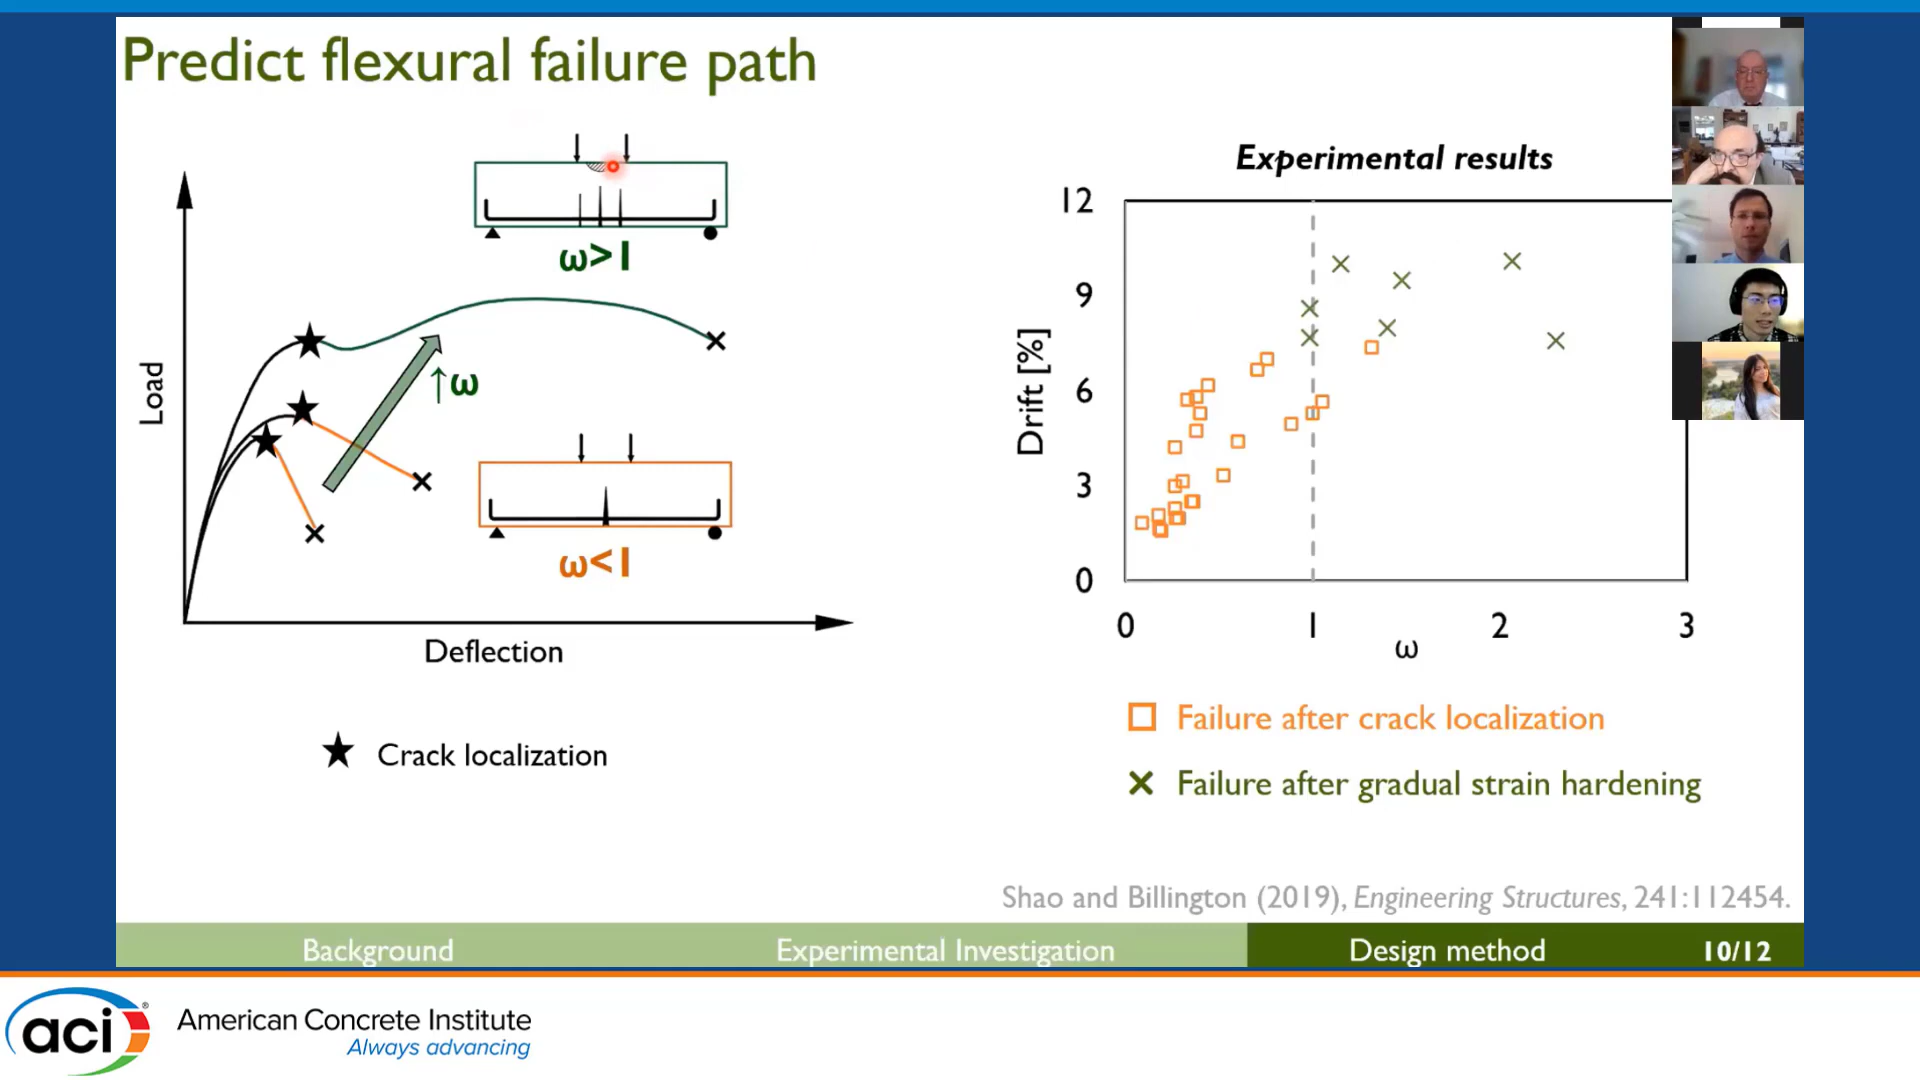 Predict flexural failure path
ω>1
Load
↑ω
ω<1
Deflection
★ Crack localization
Experimental results
12
9
6
3
0
Drift [%]
0 1 2 3
ω
□ Failure after crack localization
× Failure after gradual strain hardening
Shao and Billington (2019), Engineering Structures, 241:112454.
Background Experimental Investigation Design method 10/12
aci® American Concrete Institute
Always advancing